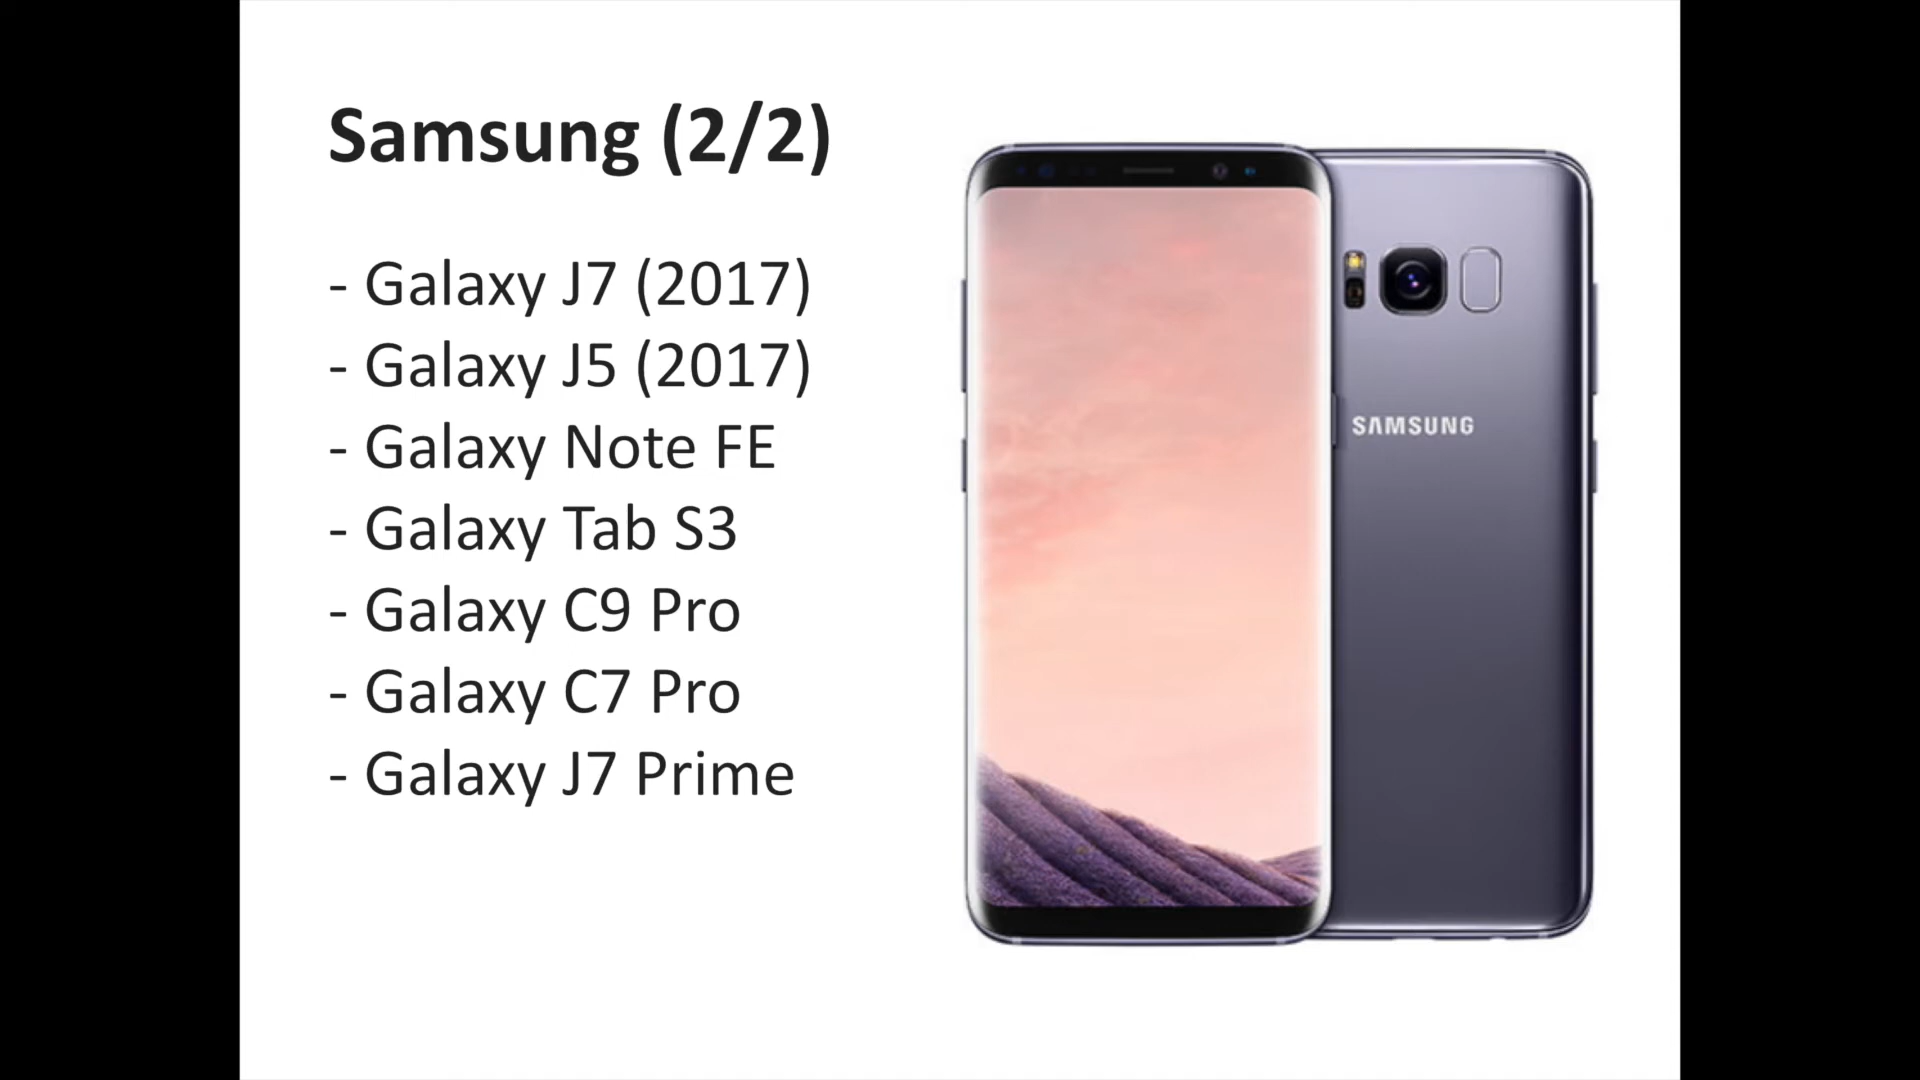 Samsung (2/2)
- Galaxy J7 (2017)
- Galaxy J5 (2017)
- Galaxy Note FE
- Galaxy Tab S3
- Galaxy C9 Pro
- Galaxy C7 Pro
- Galaxy J7 Prime
SAMSUNG